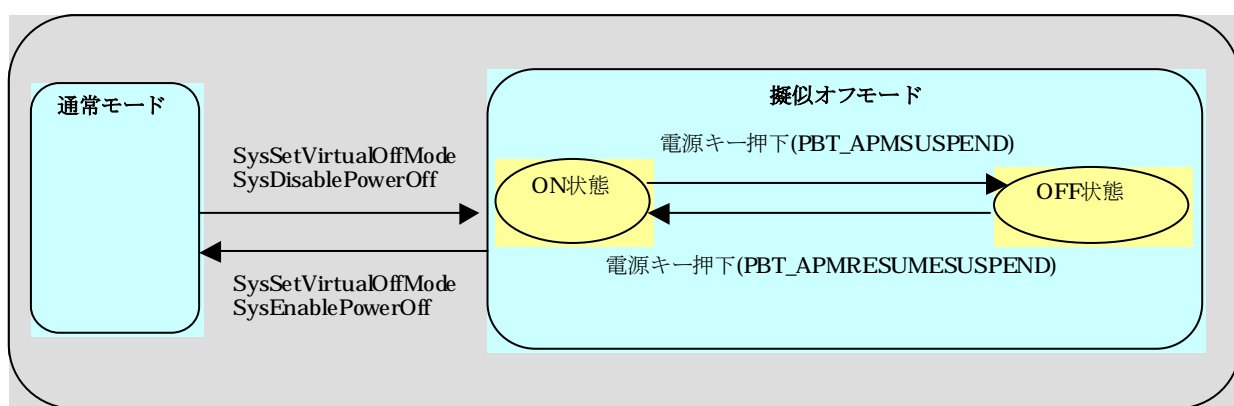 通常モード
SysSetVirtualOffMode
SysDisablePowerOff
SysSetVirtualOffMode
SysEnablePowerOff
擬似オフモード
電源キー押下(PBT_APMSUSPEND)
ON状態
OFF状態
電源キー押下(PBT_APMRESUMESUSPEND)